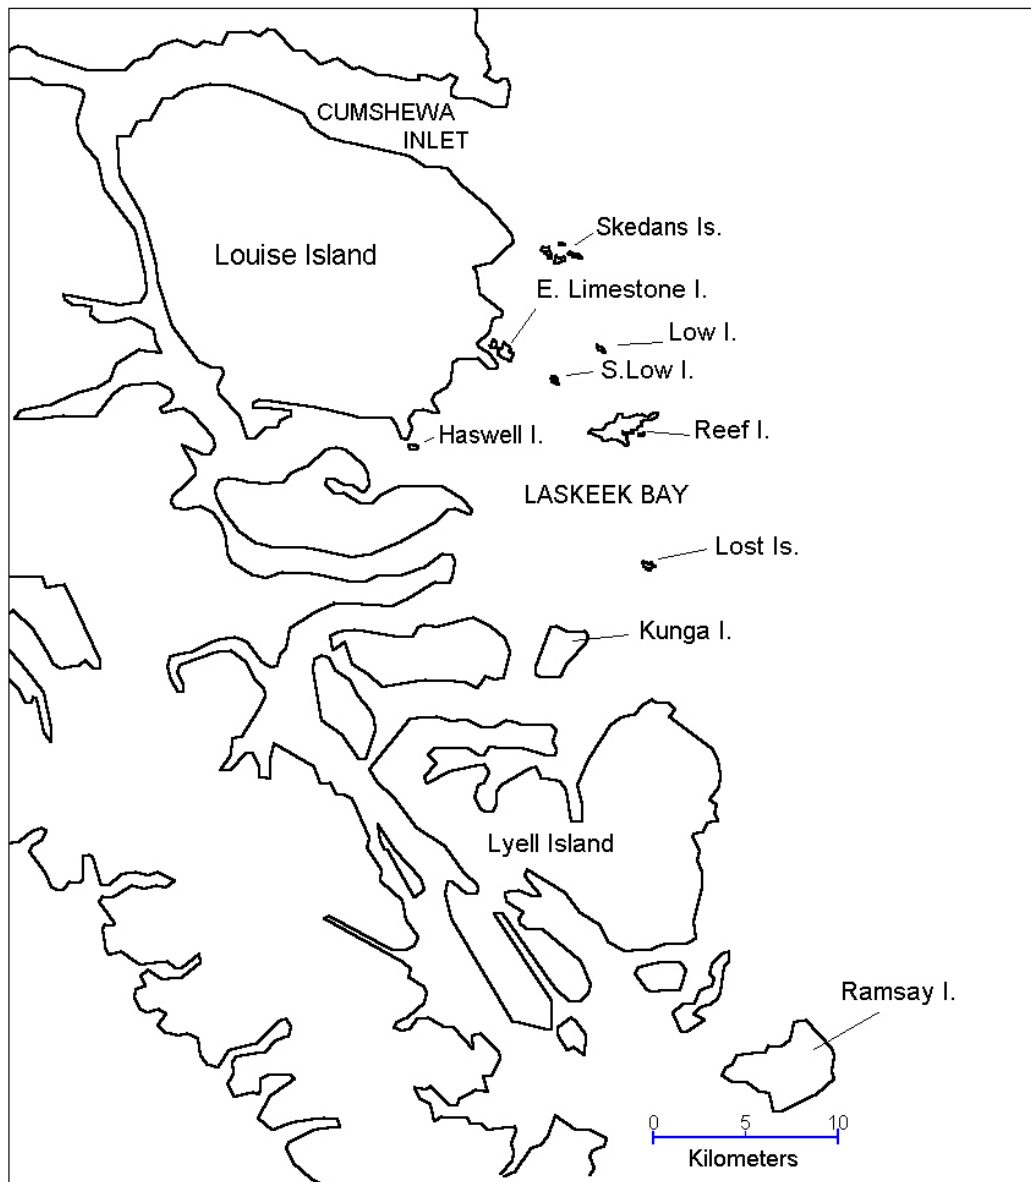 CUMSHEWA
INLET
Skedans Is.
Louise Island
E. Limestone I.
Low I.
S.Low I.
Haswell I.
Reef I.
LASKEEK BAY
Lost Is.
Kunga I.
Lyell Island
Ramsay I.
0 5 10
Kilometers